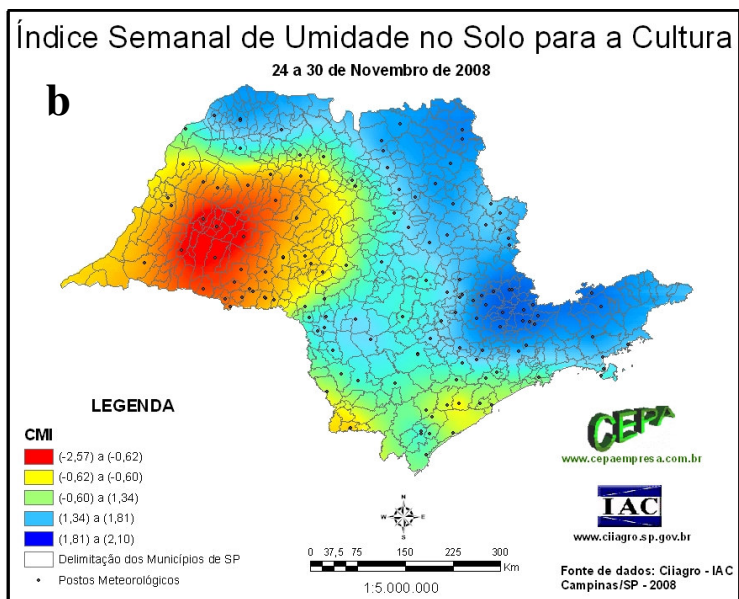 Índice Semanal de Umidade no Solo para a Cultura
24 a 30 de Novembro de 2008
b
LEGENDA
CMI
(-2,57) a (-0,62)
(-0,62) a (-0,60)
(-0,60) a (1,34)
(1,34) a (1,81)
(1,81) a (2,10)
Delimitação dos Municípios de SP
Postos Meteorológicos
N
W E
S
0 37,5 75 150 225 300
Km
1:5.000.000
CEPA
www.cepaempresa.com.br
IAC
www.ciiagro.sp.gov.br
Fonte de dados: Ciiagro - IAC
Campinas/SP - 2008